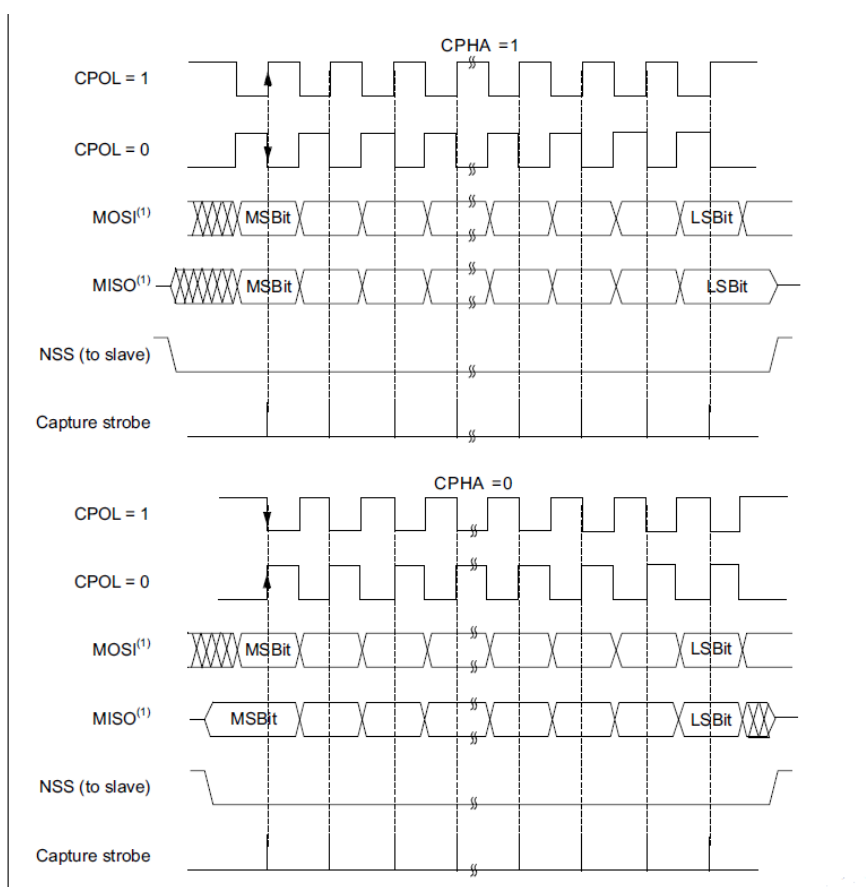 CPHA =1
CPOL = 1
CPOL = 0
MOSI(1) MSBit LSBit
MISO(1) MSBit LSBit
NSS (to slave)
Capture strobe
CPHA =0
CPOL = 1
CPOL = 0
MOSI(1) MSBit LSBit
MISO(1) MSBit LSBit
NSS (to slave)
Capture strobe